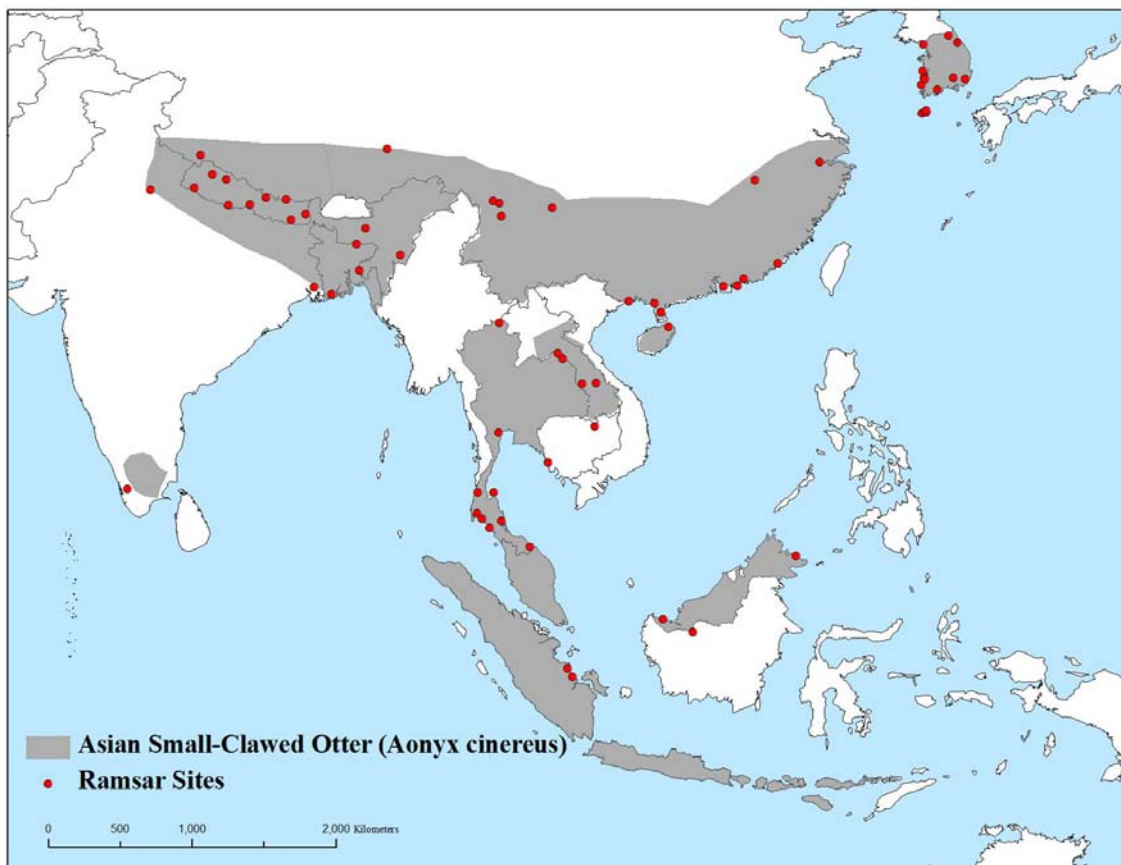 Asian Small-Clawed Otter (Aonyx cinereus)
Ramsar Sites
0 500 1,000 2,000 Kilometers